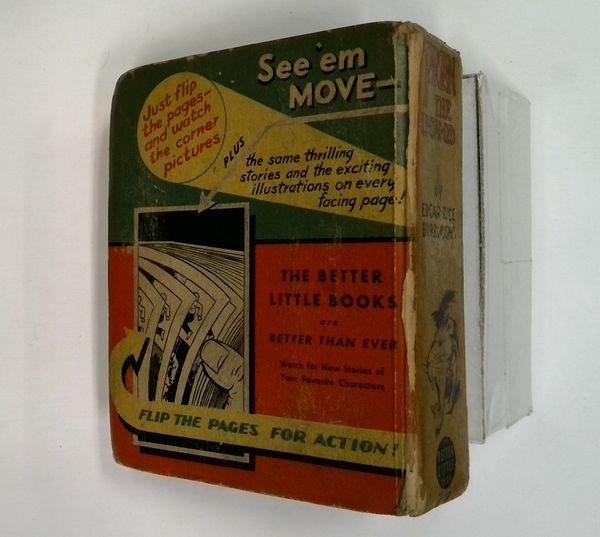 See 'em
MOVE—
Just flip
the pages—
and watch
the corner
pictures
PLUS
the same thrilling
stories and the exciting
illustrations on every
facing page!
THE BETTER
LITTLE BOOKS
are
BETTER THAN EVER
Watch for New Stories of
Your Favorite Characters
FLIP THE PAGES FOR ACTION!
THE
BY
EDGAR RICE
BURROUGHS